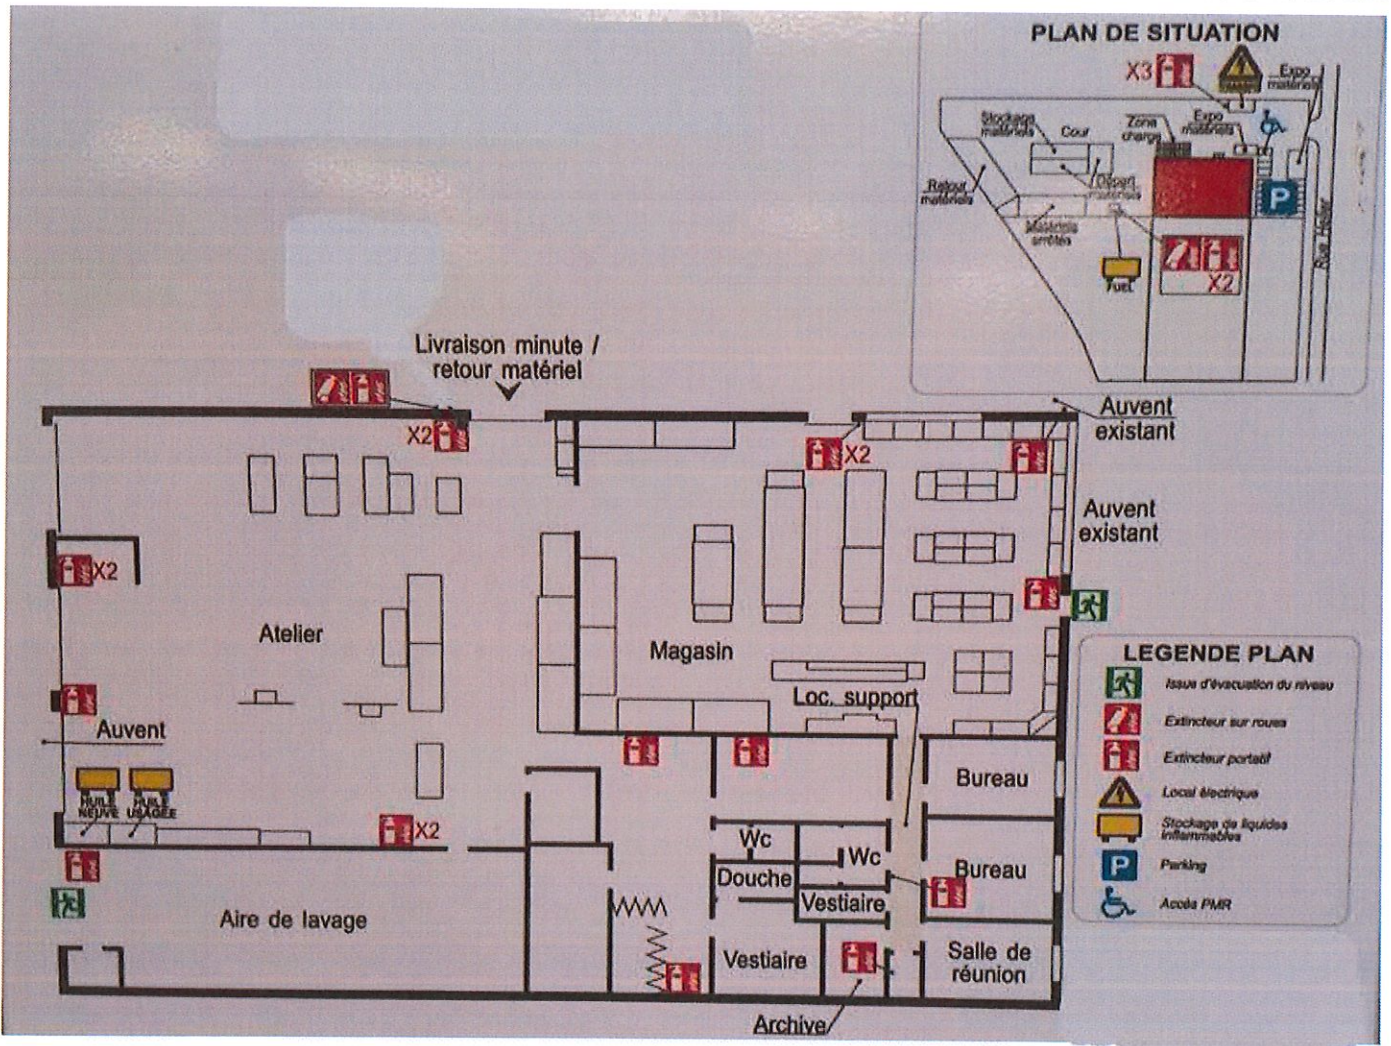 PLAN DE SITUATION
X3
Expo
matériels
Stockage
matériels
Cour
Zone
charge
Expo
matériels
Retour
matériels
Départ
matériels
Matériels
arrêtés
P
Rue Heller
FUEL
X2
Livraison minute /
retour matériel
X2
X2
Auvent
existant
Auvent
existant
X2
Atelier
Magasin
Loc. support
Auvent
HUILE
NEUVE
HUILE
USAGÉE
X2
Bureau
Wc
Wc
Bureau
Douche
Vestiaire
Aire de lavage
Vestiaire
Salle de
réunion
Archive
LEGENDE PLAN
Issue d'évacuation du niveau
Extincteur sur roues
Extincteur portatif
Local électrique
Stockage de liquides
inflammables
P
Parking
Accès PMR